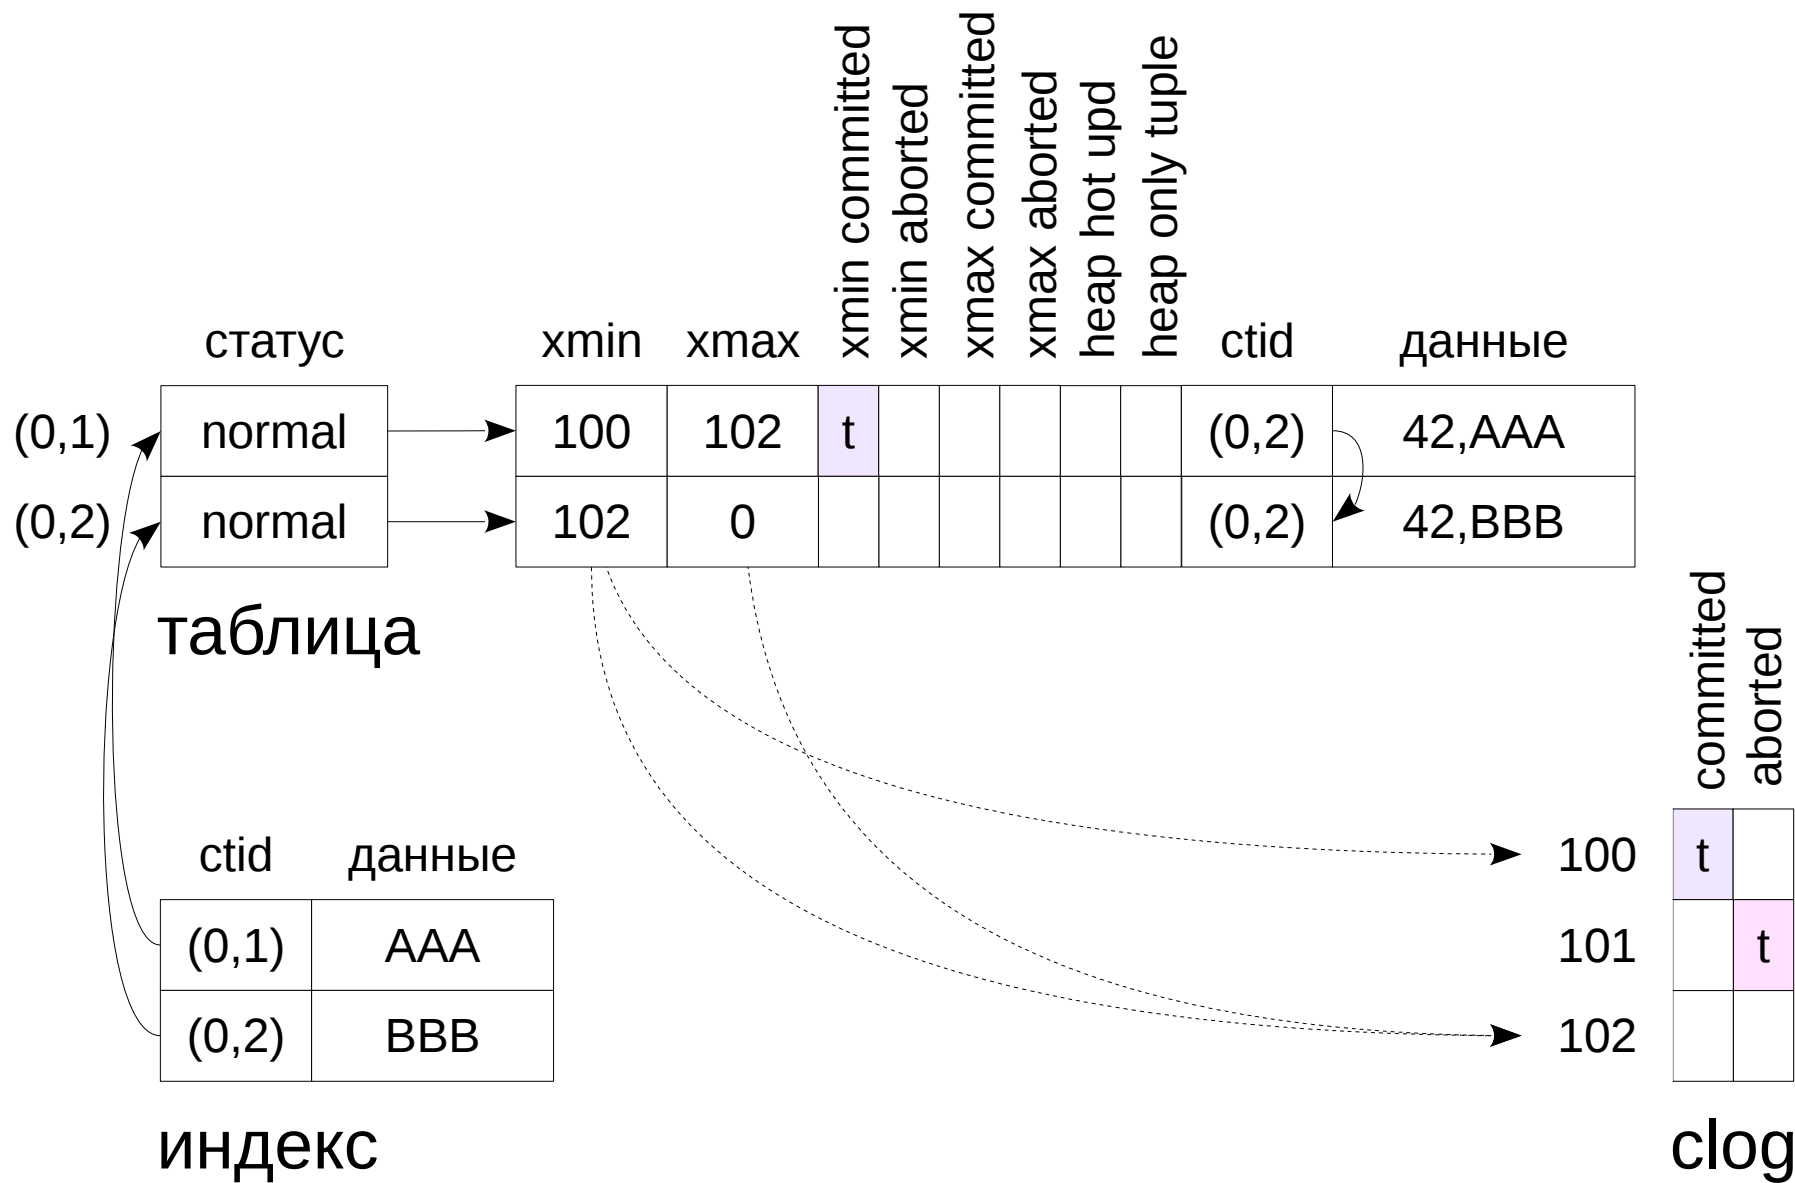 xmin committed
xmin aborted
xmax committed
xmax aborted
heap hot upd
heap only tuple
статус xmin xmax ctid данные
(0,1) normal 100 102 t (0,2) 42,AAA
(0,2) normal 102 0 (0,2) 42,BBB
таблица
committed
aborted
ctid данные
100 t
(0,1) AAA
101 t
(0,2) BBB
102
индекс
clog